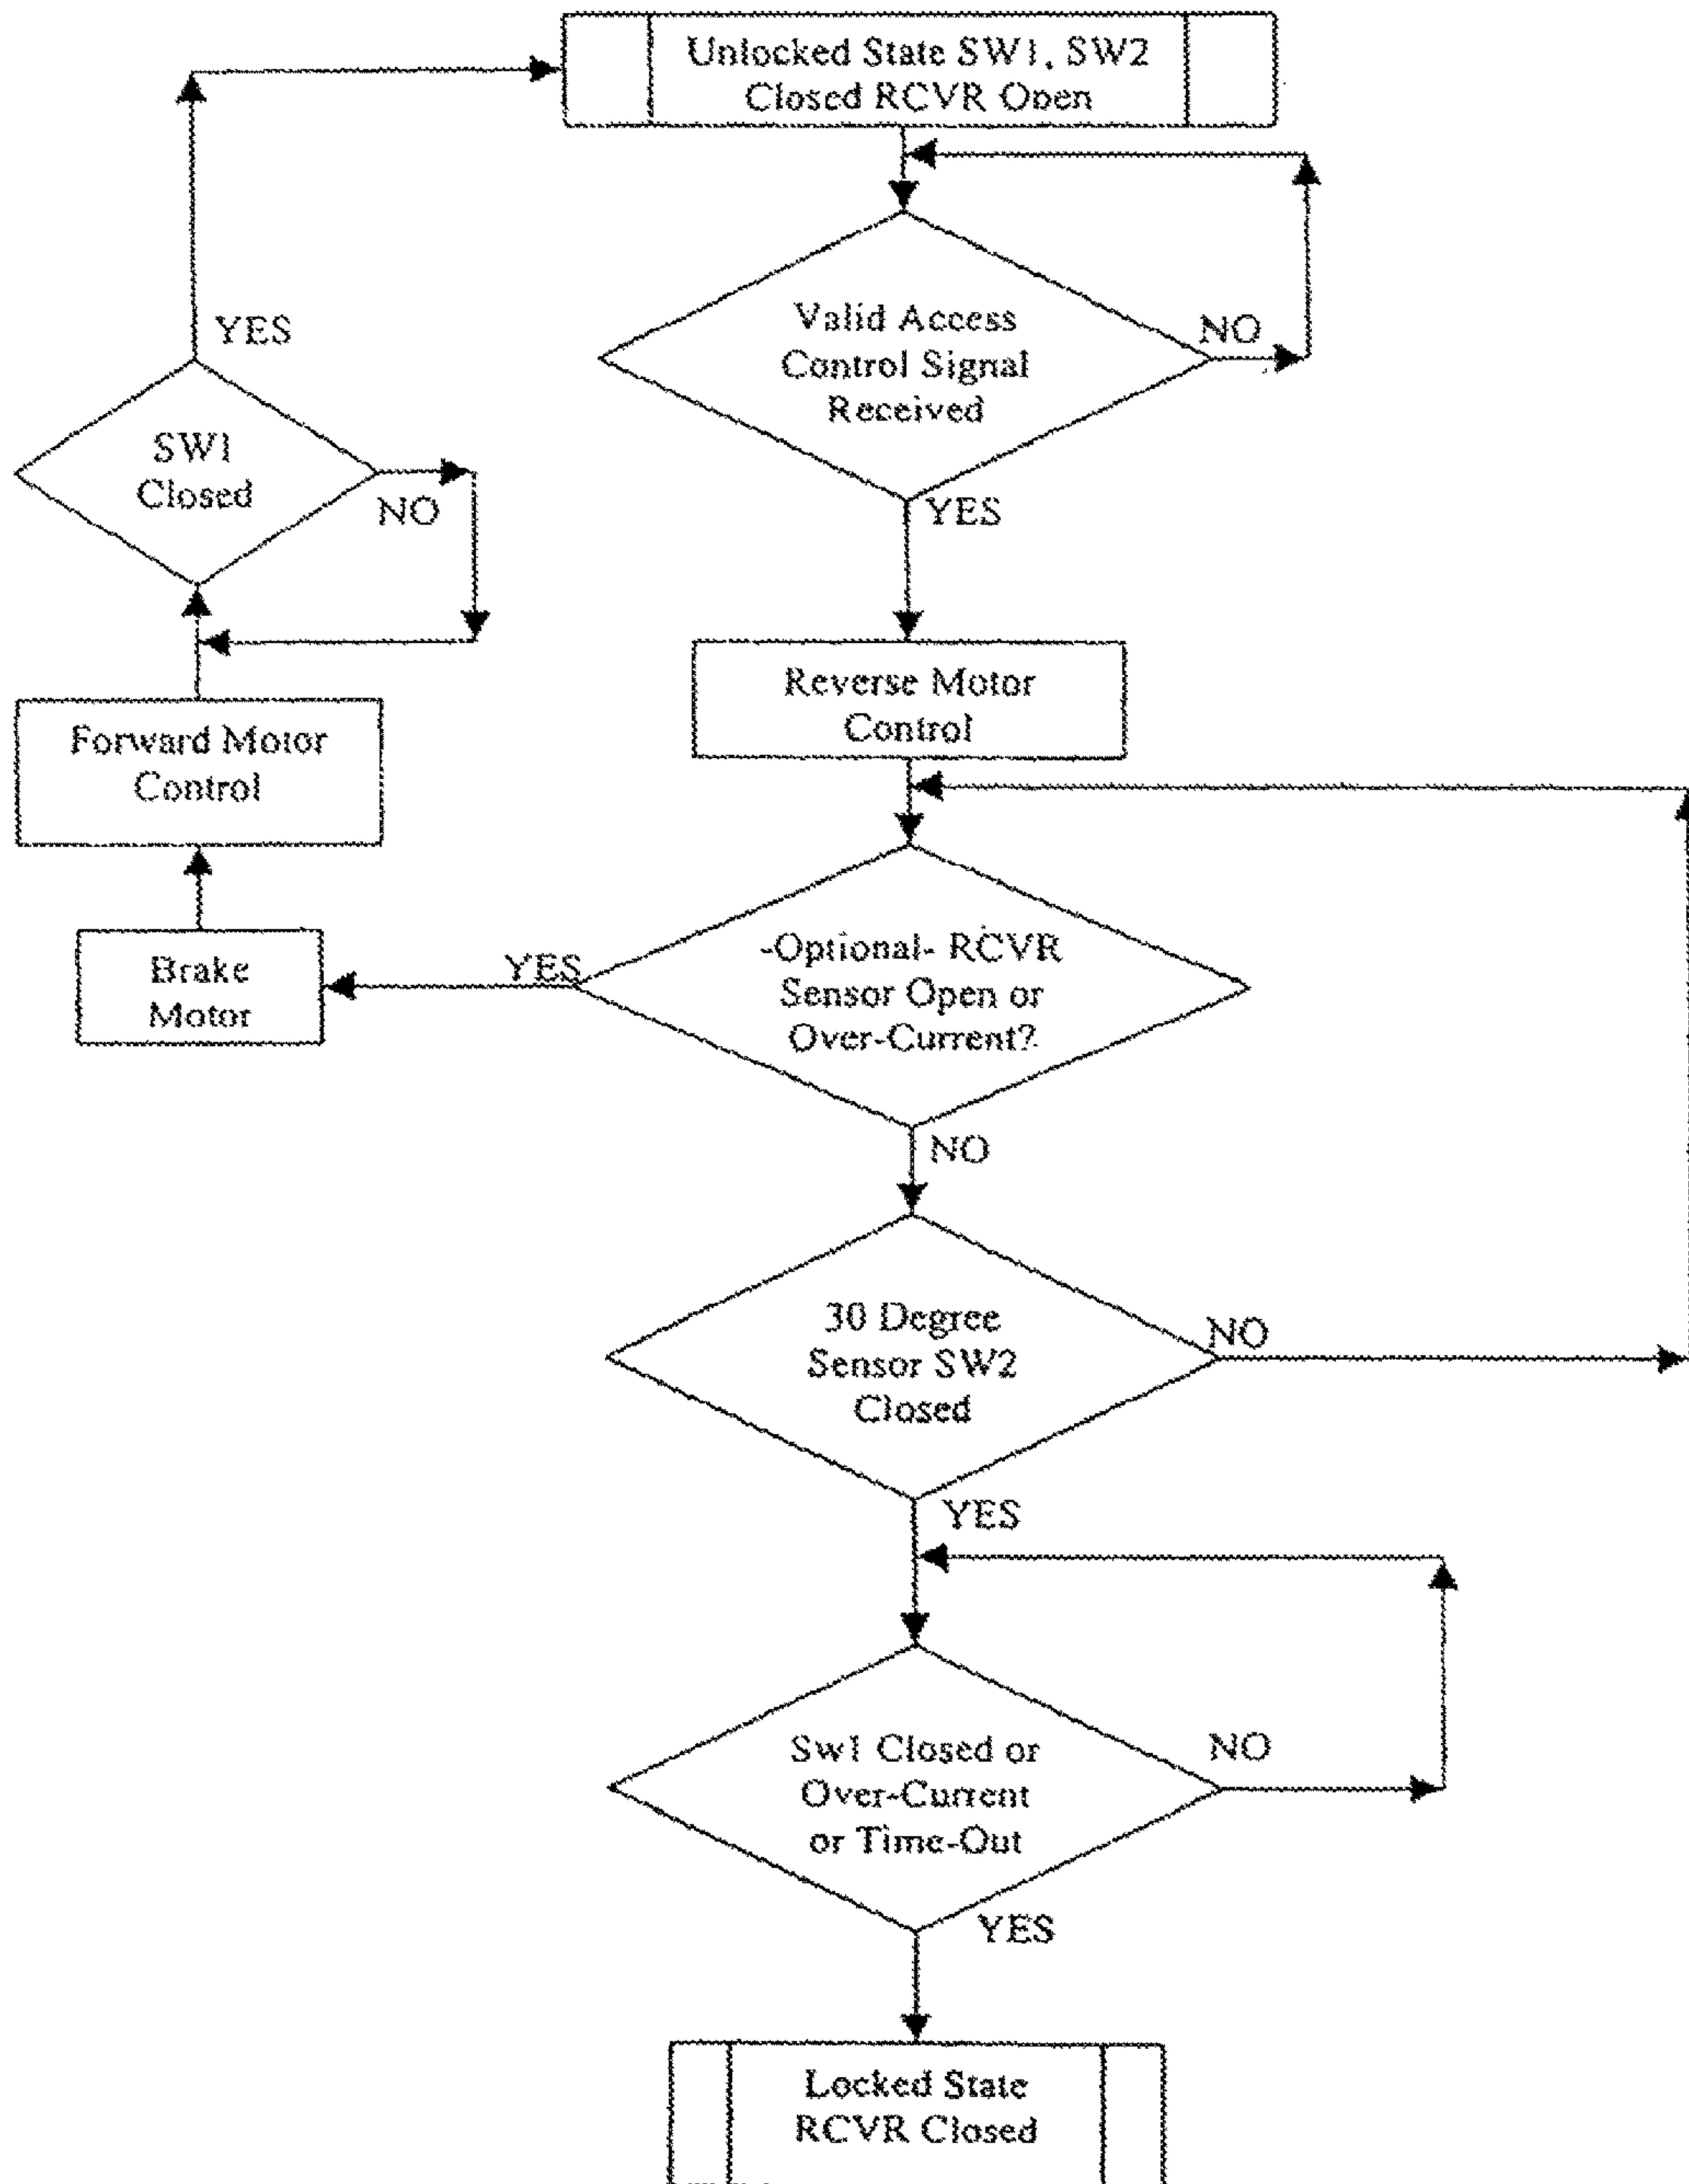 Unlocked State SW1, SW2
Closed RCVR Open
Valid Access
Control Signal
Received
NO
YES
Reverse Motor
Control
-Optional- RCVR
Sensor Open or
Over-Current?
YES
NO
Brake
Motor
Forward Motor
Control
SW1
Closed
NO
YES
30 Degree
Sensor SW2
Closed
NO
YES
Sw1 Closed or
Over-Current
or Time-Out
NO
YES
Locked State
RCVR Closed